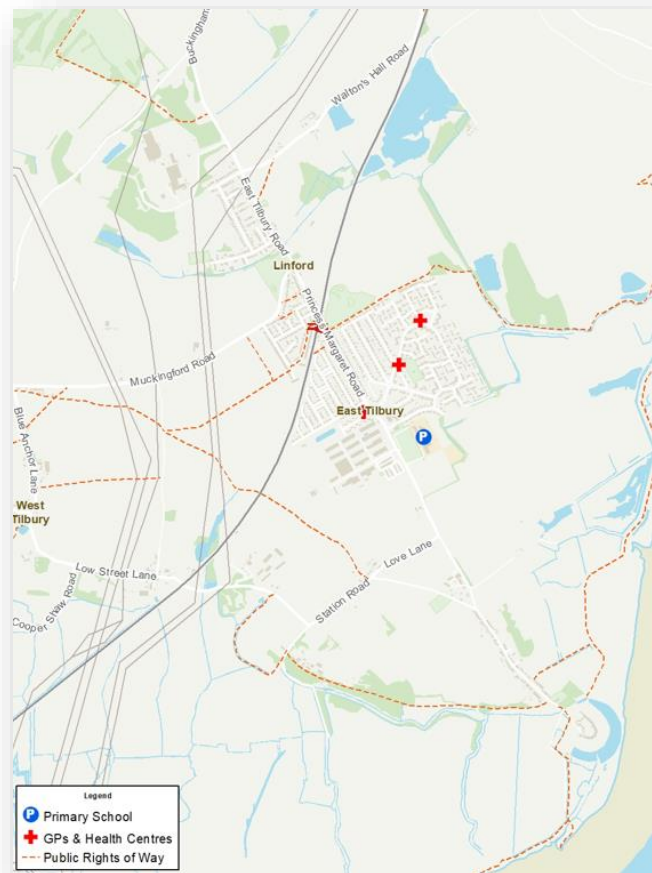 Buckingham
Walton's Hall Road
East Tilbury Road
Linford
Princess Margaret Road
Muckingford Road
East Tilbury
P
Blue Anchor Lane
West
Tilbury
Love Lane
Low Street Lane
Station Road
Cooper Shaw Road
Legend
P Primary School
GPs & Health Centres
Public Rights of Way